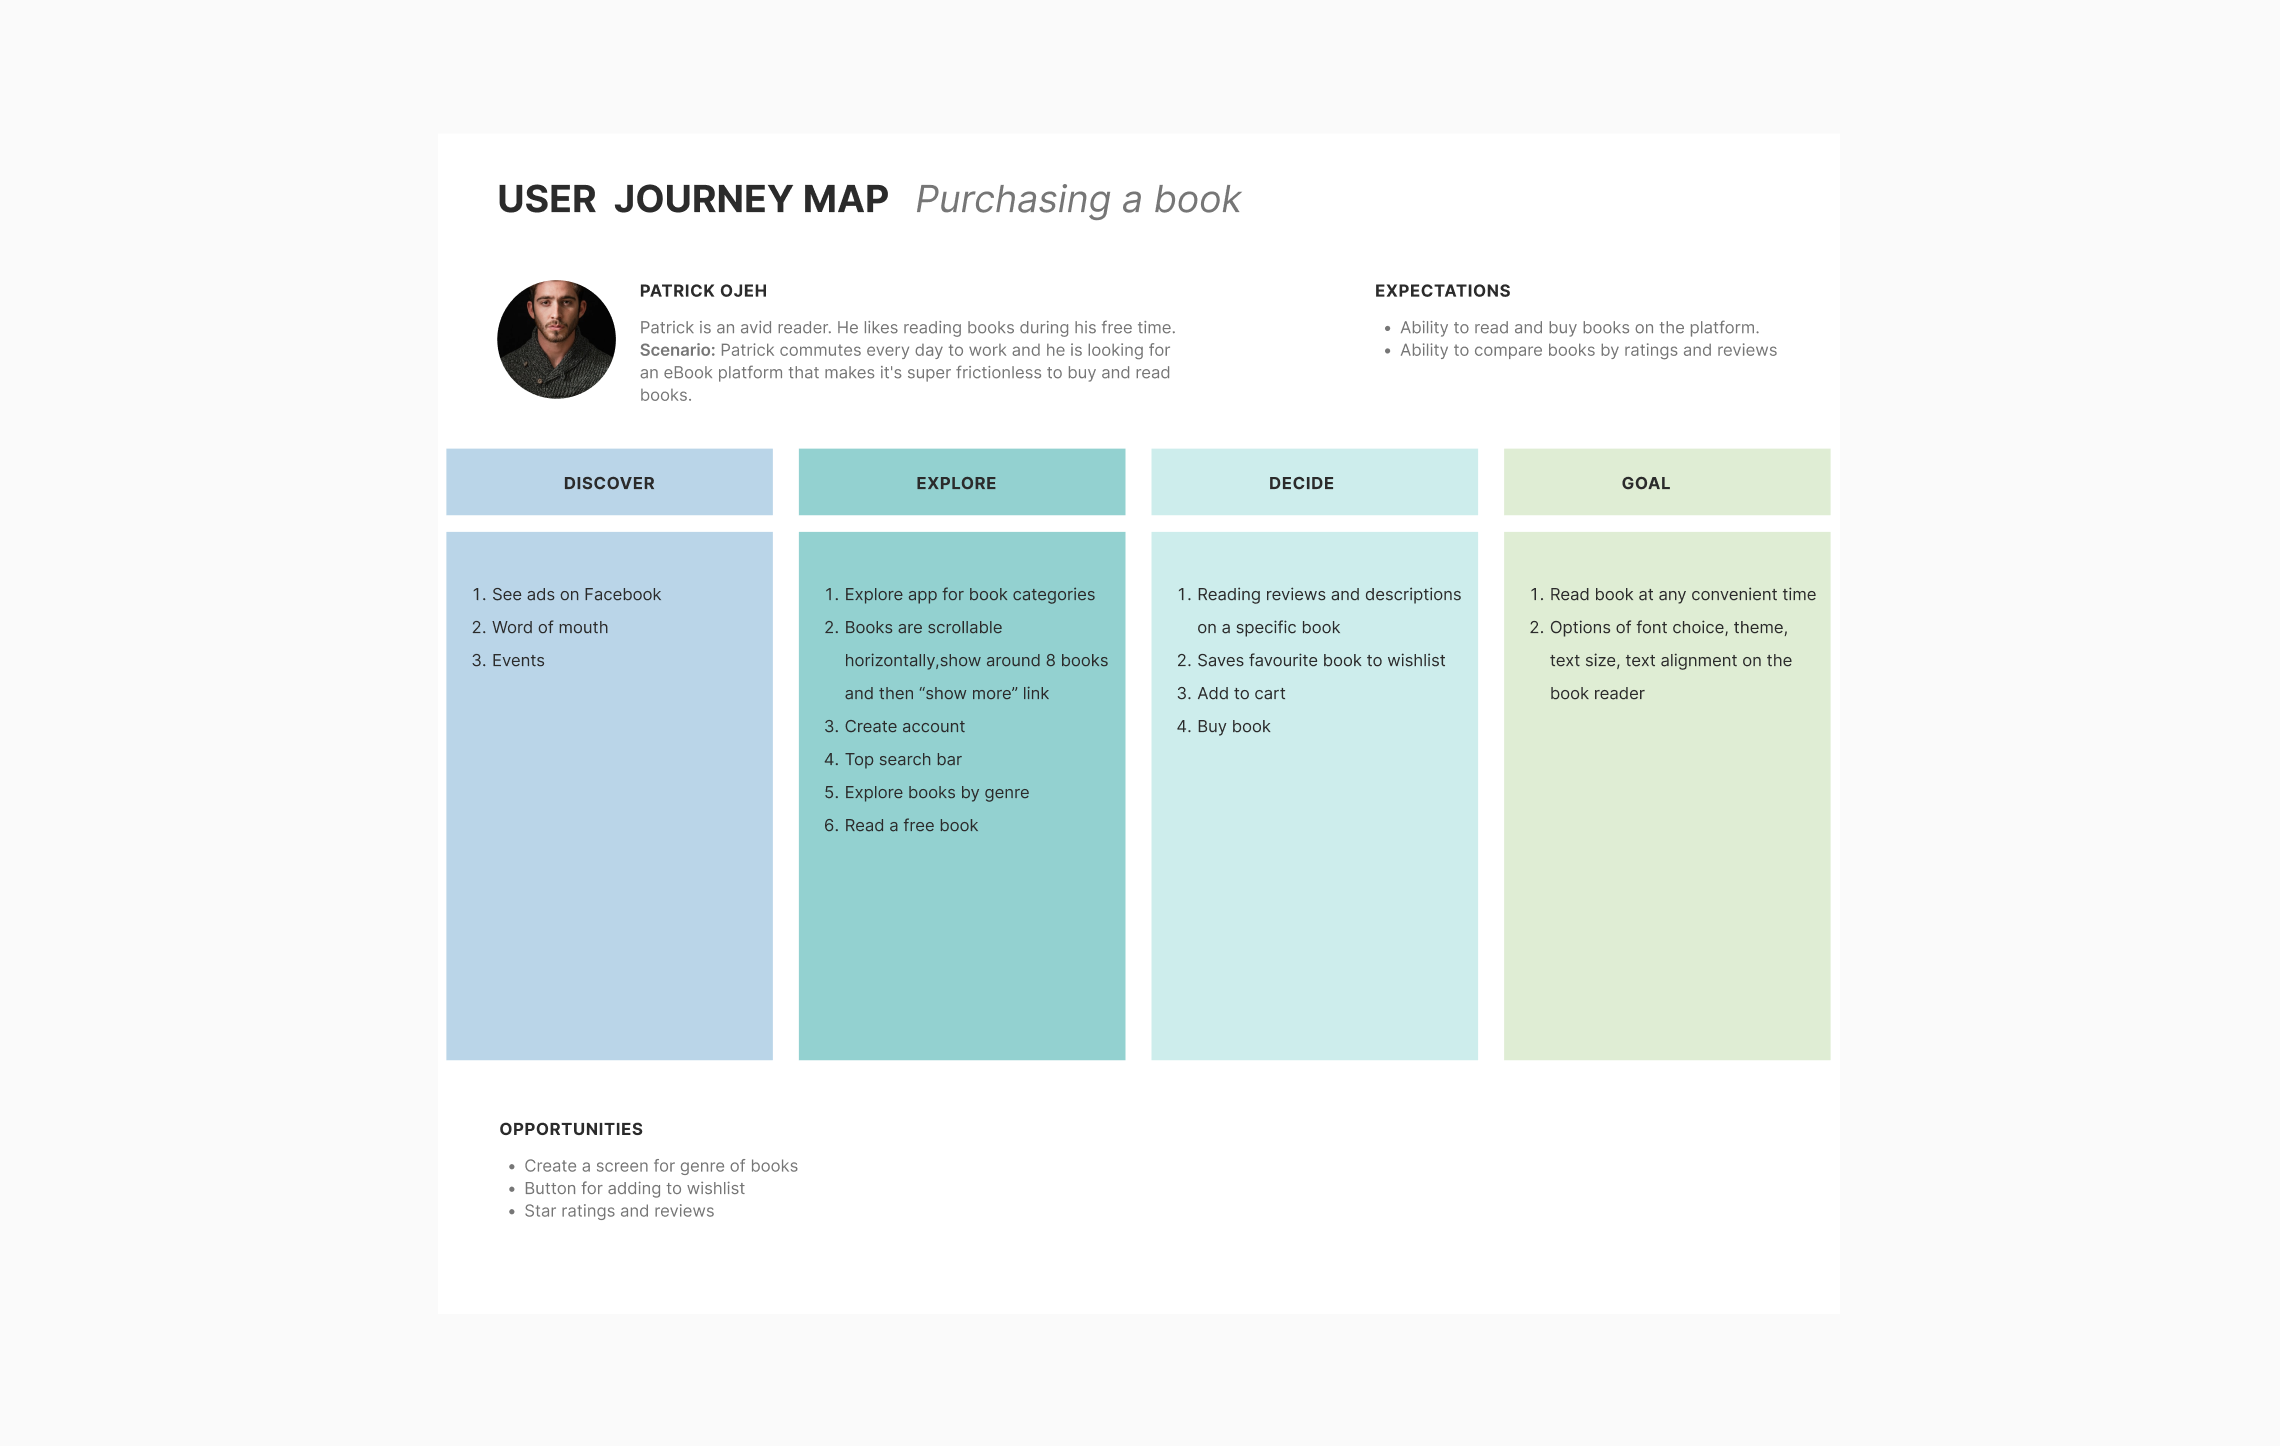 USER JOURNEY MAP Purchasing a book
PATRICK OJEH
Patrick is an avid reader. He likes reading books during his free time.
Scenario: Patrick commutes every day to work and he is looking for
an eBook platform that makes it's super frictionless to buy and read
books.
EXPECTATIONS
• Ability to read and buy books on the platform.
• Ability to compare books by ratings and reviews
DISCOVER
1. See ads on Facebook
2. Word of mouth
3. Events
EXPLORE
1. Explore app for book categories
2. Books are scrollable
horizontally,show around 8 books
and then “show more” link
3. Create account
4. Top search bar
5. Explore books by genre
6. Read a free book
DECIDE
1. Reading reviews and descriptions
on a specific book
2. Saves favourite book to wishlist
3. Add to cart
4. Buy book
GOAL
1. Read book at any convenient time
2. Options of font choice, theme,
text size, text alignment on the
book reader
OPPORTUNITIES
• Create a screen for genre of books
• Button for adding to wishlist
• Star ratings and reviews